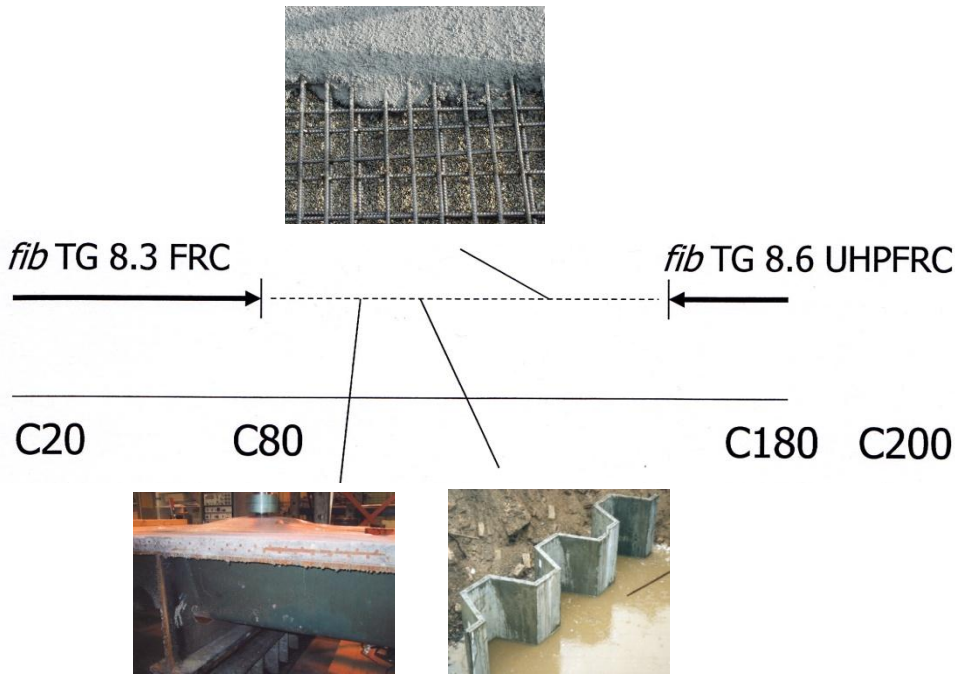 fib TG 8.3 FRC
fib TG 8.6 UHPFRC
C20
C80
C180
C200